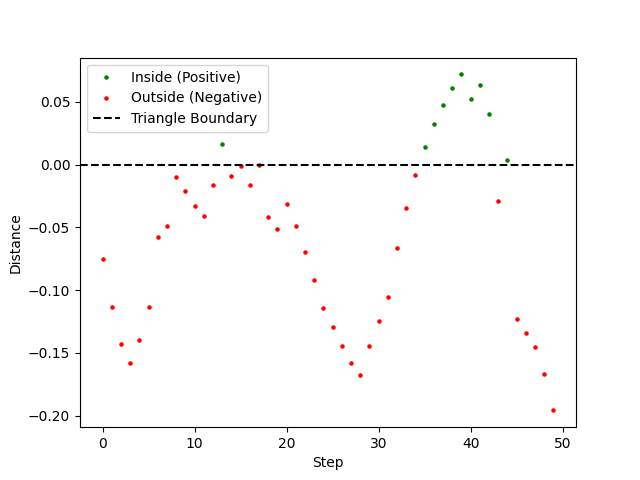 Inside (Positive)
Outside (Negative)
Triangle Boundary
0.05
0.00
−0.05
−0.10
−0.15
−0.20
Distance
0 10 20 30 40 50
Step